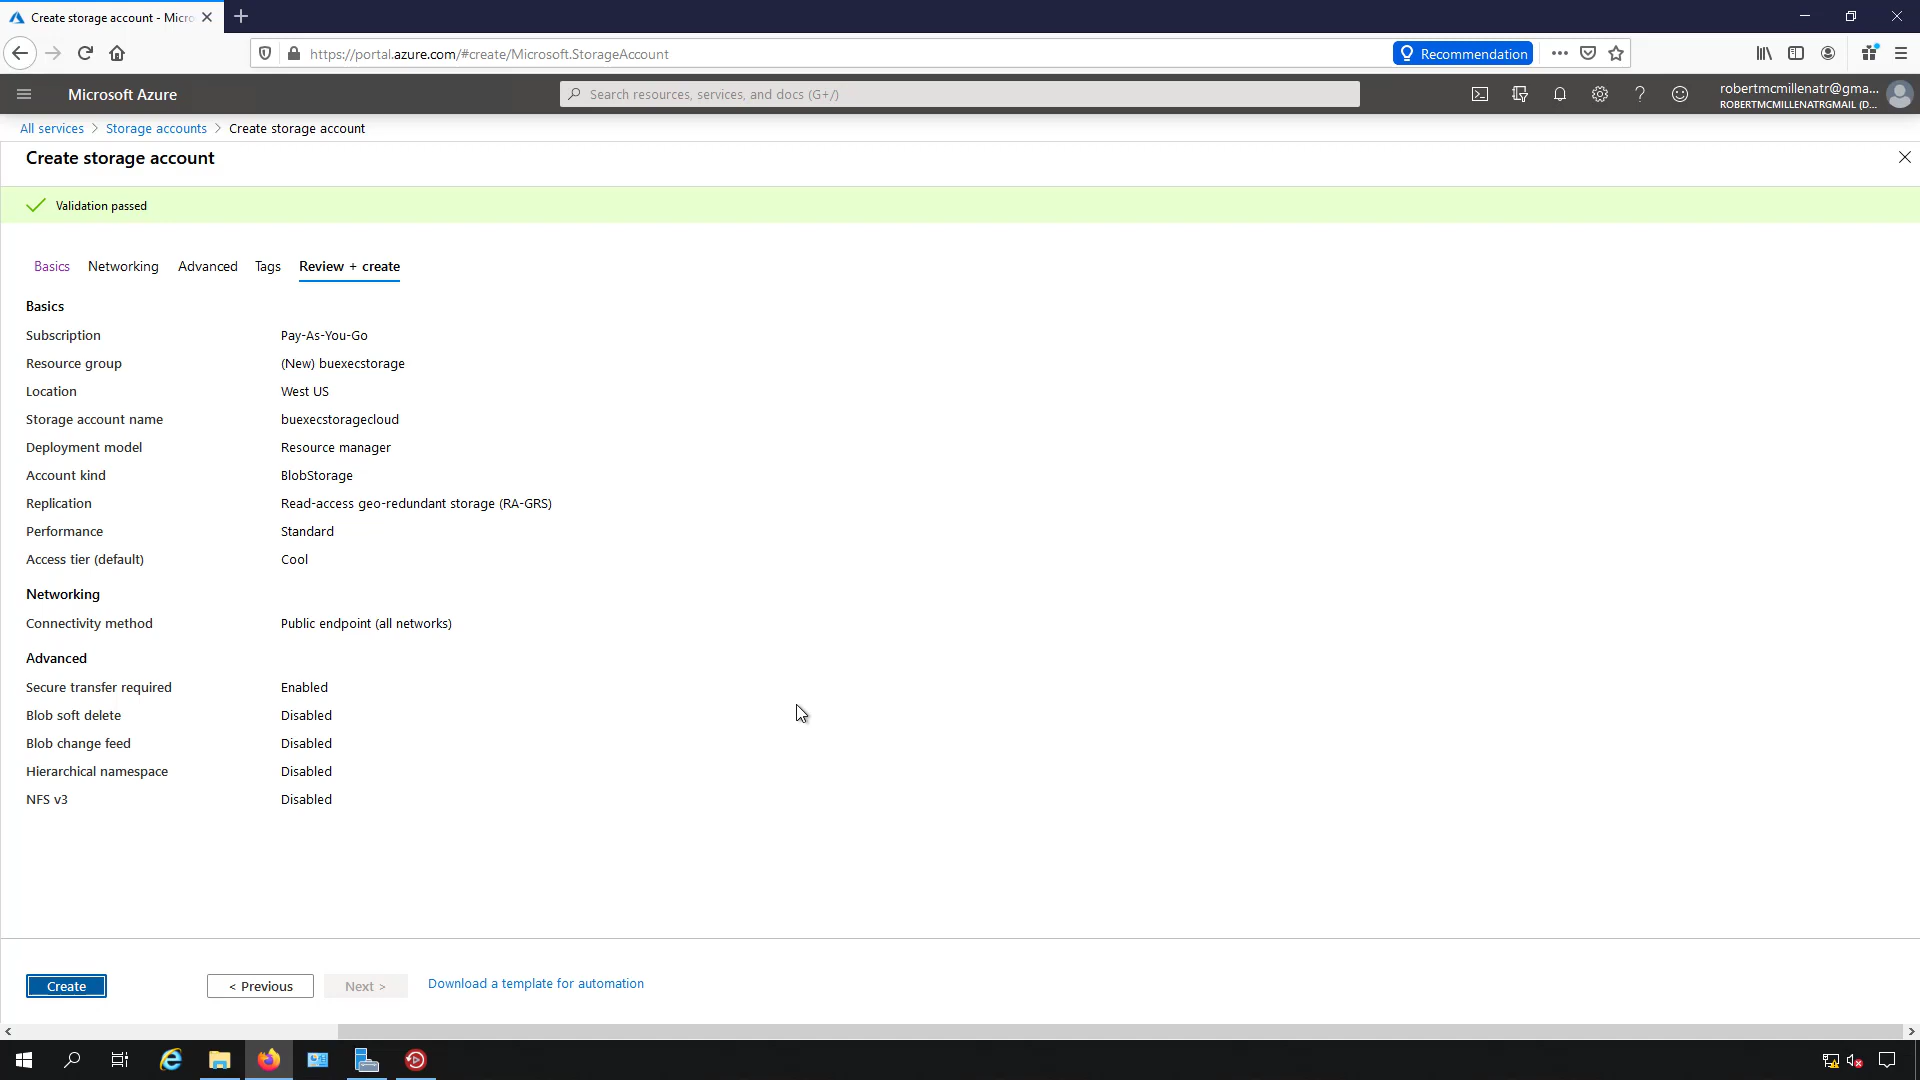 Create storage account - Micro
https://portal.azure.com/#create/Microsoft.StorageAccount
Recommendation
Microsoft Azure
Search resources, services, and docs (G+/)
robertmcmillenatr@gma...
ROBERTMCMILLENATRGMAIL (D...
All services > Storage accounts > Create storage account
Create storage account
Validation passed
Basics Networking Advanced Tags Review + create
Basics
Subscription Pay-As-You-Go
Resource group (New) buexecstorage
Location West US
Storage account name buexecstoragecloud
Deployment model Resource manager
Account kind BlobStorage
Replication Read-access geo-redundant storage (RA-GRS)
Performance Standard
Access tier (default) Cool
Networking
Connectivity method Public endpoint (all networks)
Advanced
Secure transfer required Enabled
Blob soft delete Disabled
Blob change feed Disabled
Hierarchical namespace Disabled
NFS v3 Disabled
Create < Previous Next > Download a template for automation